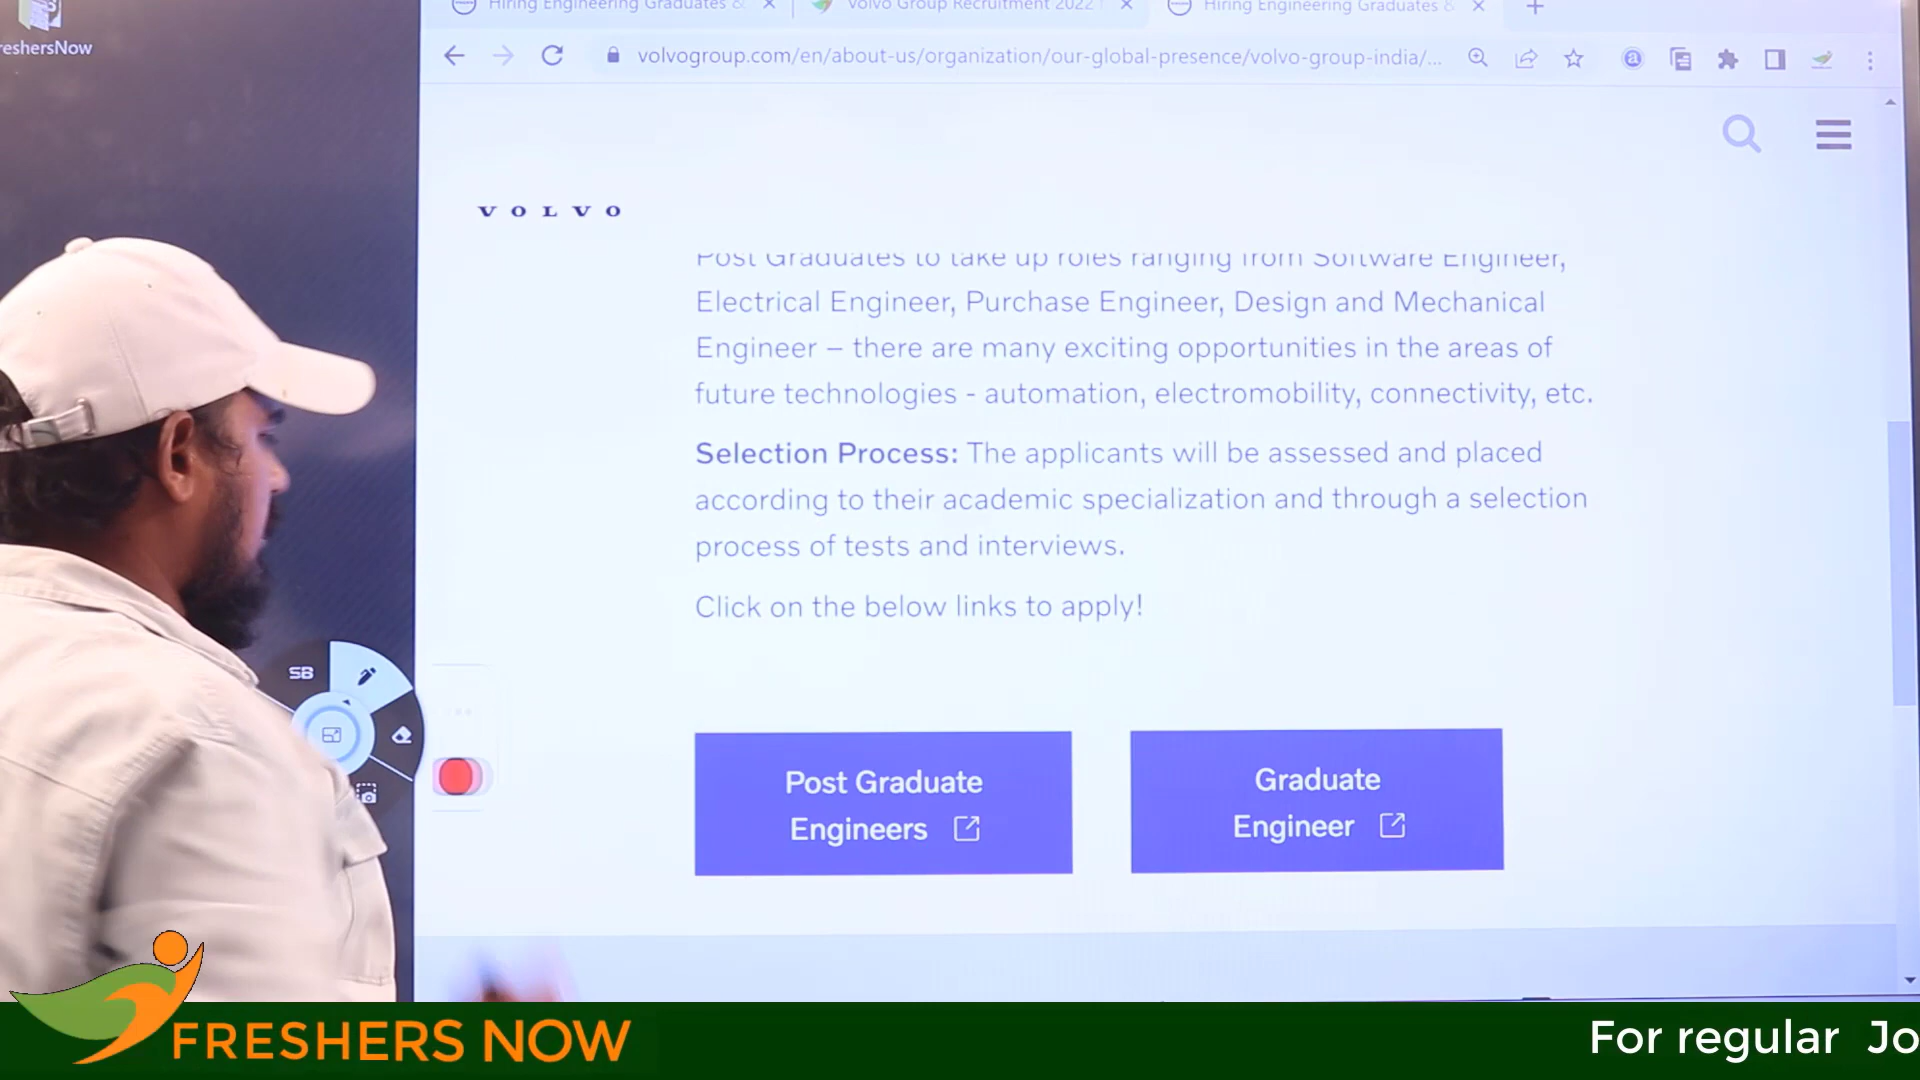 reshersNow
Hiring Engineering Graduates &
Volvo Group Recruitment 2022
Hiring Engineering Graduates &
volvogroup.com/en/about-us/organization/our-global-presence/volvo-group-india/...
VOLVO
Post Graduates to take up roles ranging from Software Engineer,
Electrical Engineer, Purchase Engineer, Design and Mechanical
Engineer – there are many exciting opportunities in the areas of
future technologies - automation, electromobility, connectivity, etc.
Selection Process: The applicants will be assessed and placed
according to their academic specialization and through a selection
process of tests and interviews.
Click on the below links to apply!
SB
Post Graduate
Engineers
Graduate
Engineer
FRESHERS NOW
For regular Jo